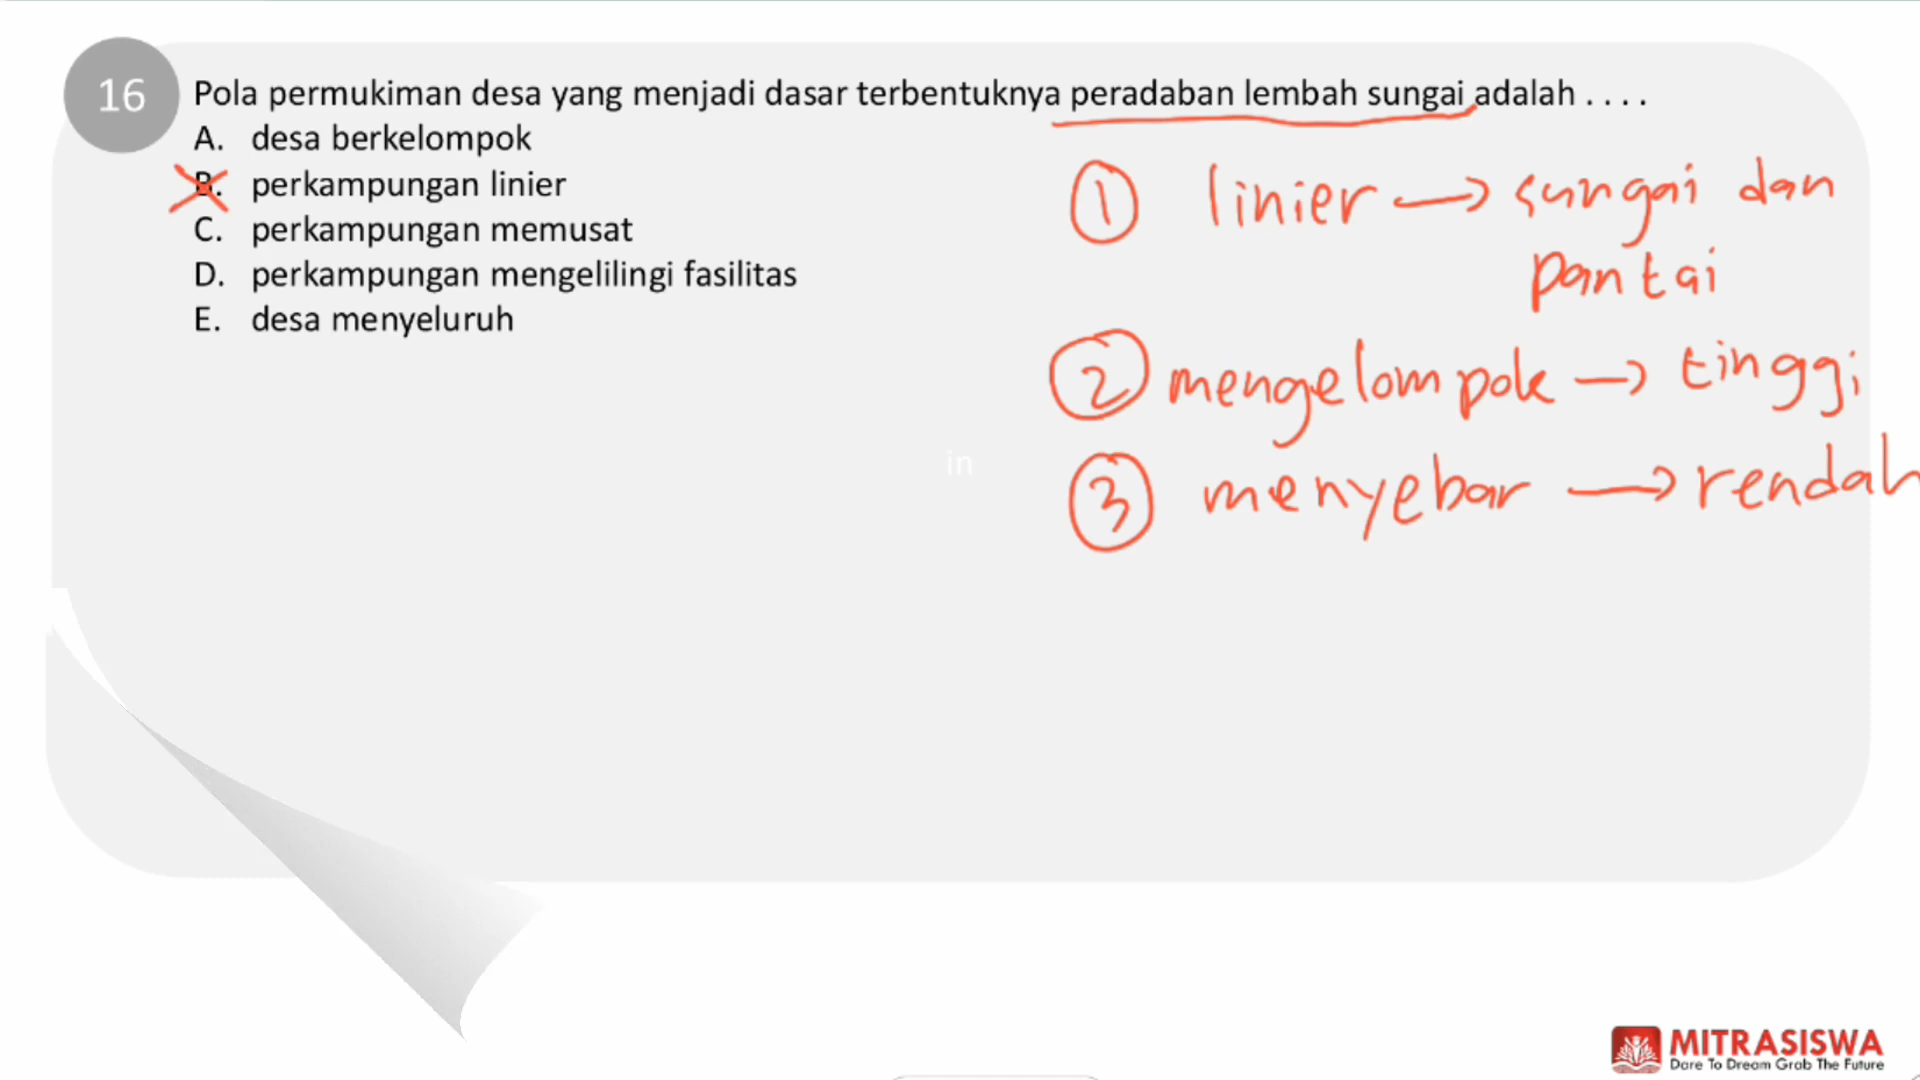 16
Pola permukiman desa yang menjadi dasar terbentuknya peradaban lembah sungai adalah . . . .
A. desa berkelompok
B. perkampungan linier
C. perkampungan memusat
D. perkampungan mengelilingi fasilitas
E. desa menyeluruh
1 linier → sungai dan
pantai
2 mengelompok → tinggi
3 menyebar → rendah
in
MITRASISWA
Dare To Dream Grab The Future